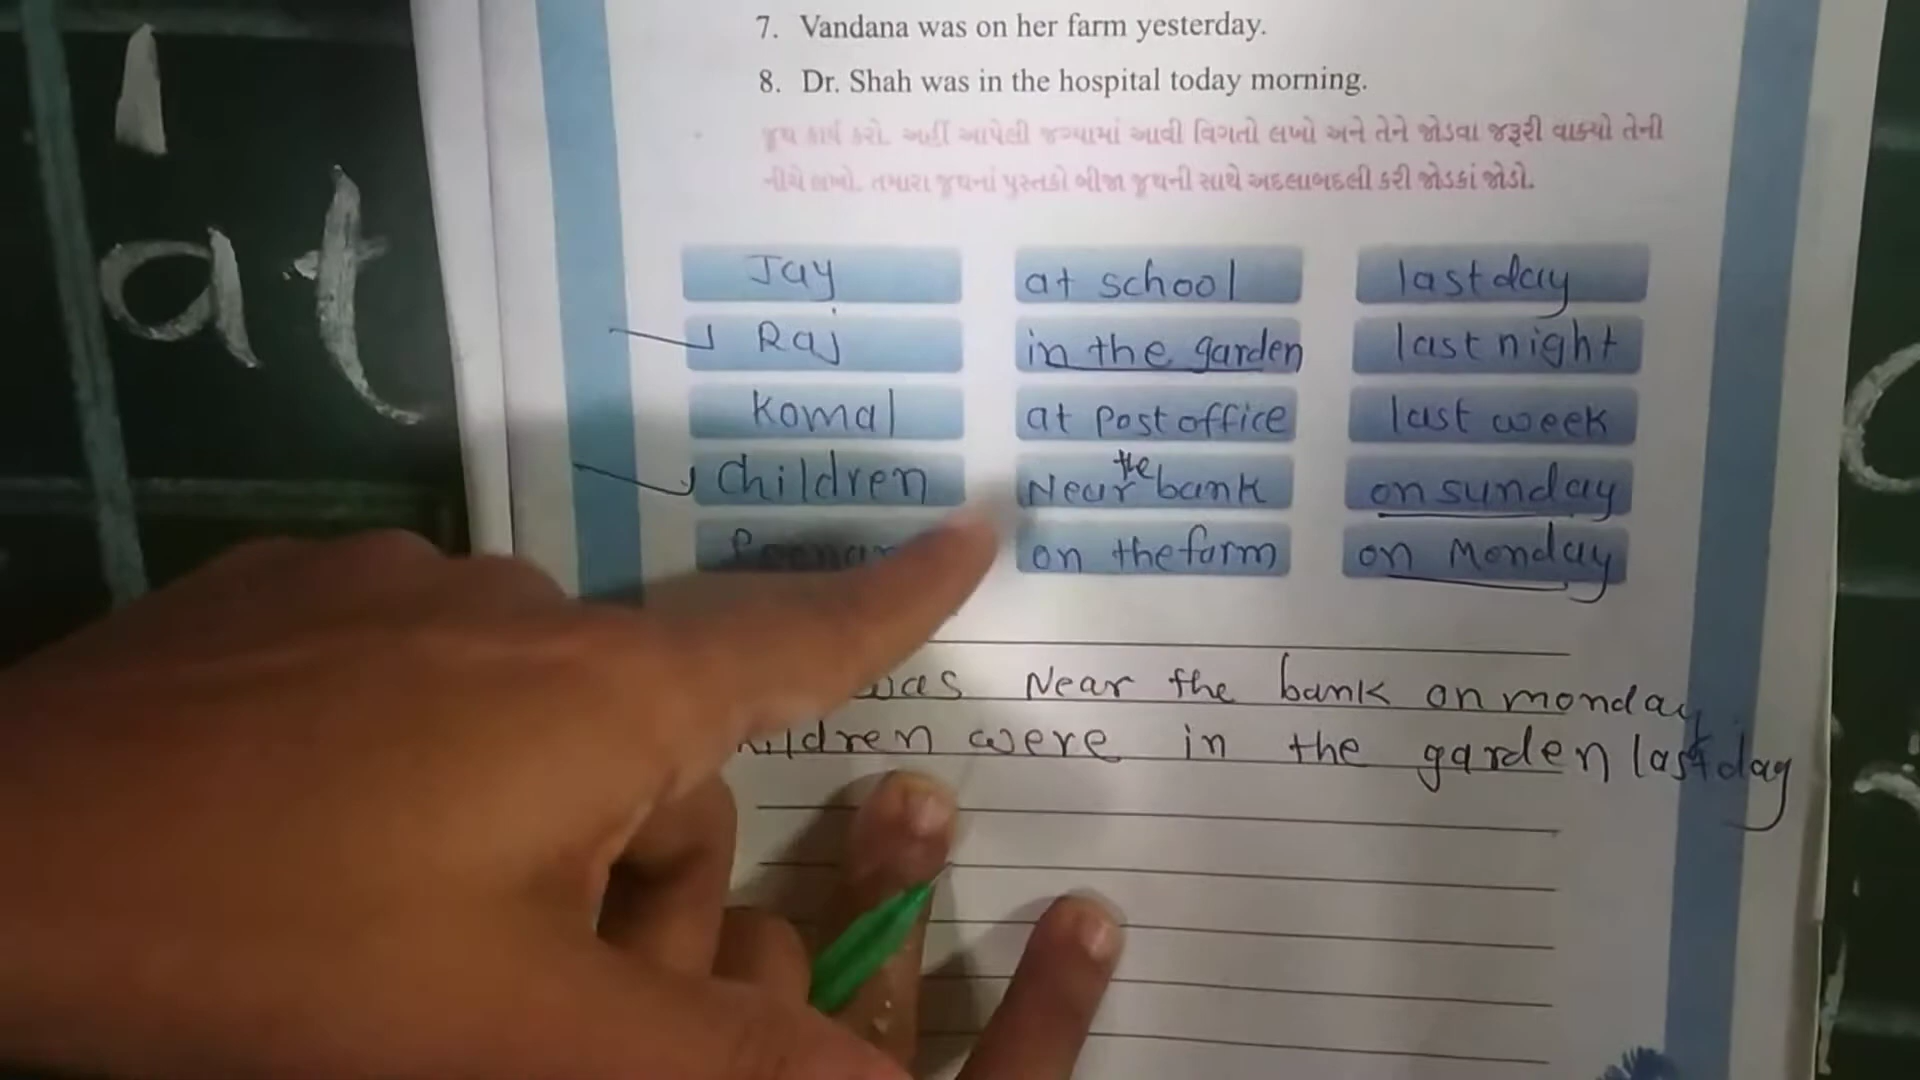 7. Vandana was on her farm yesterday.
8. Dr. Shah was in the hospital today morning.
જૂથ કાર્ય કરો. અહીં આપેલી જગ્યામાં આવી વિગતો લખો અને તેને જોડવા જરૂરી વાક્યો તેની
નીચે લખો. તમારા જૂથનાં પુસ્તકો બીજા જૂથની સાથે અદલાબદલી કરી જોડકાં જોડો.
at
Jay at school last day
Raj in the garden last night
Komal at Post office last week
Children Near the bank on sunday
on the farm on Monday
was Near the bank on monday
were in the garden last day